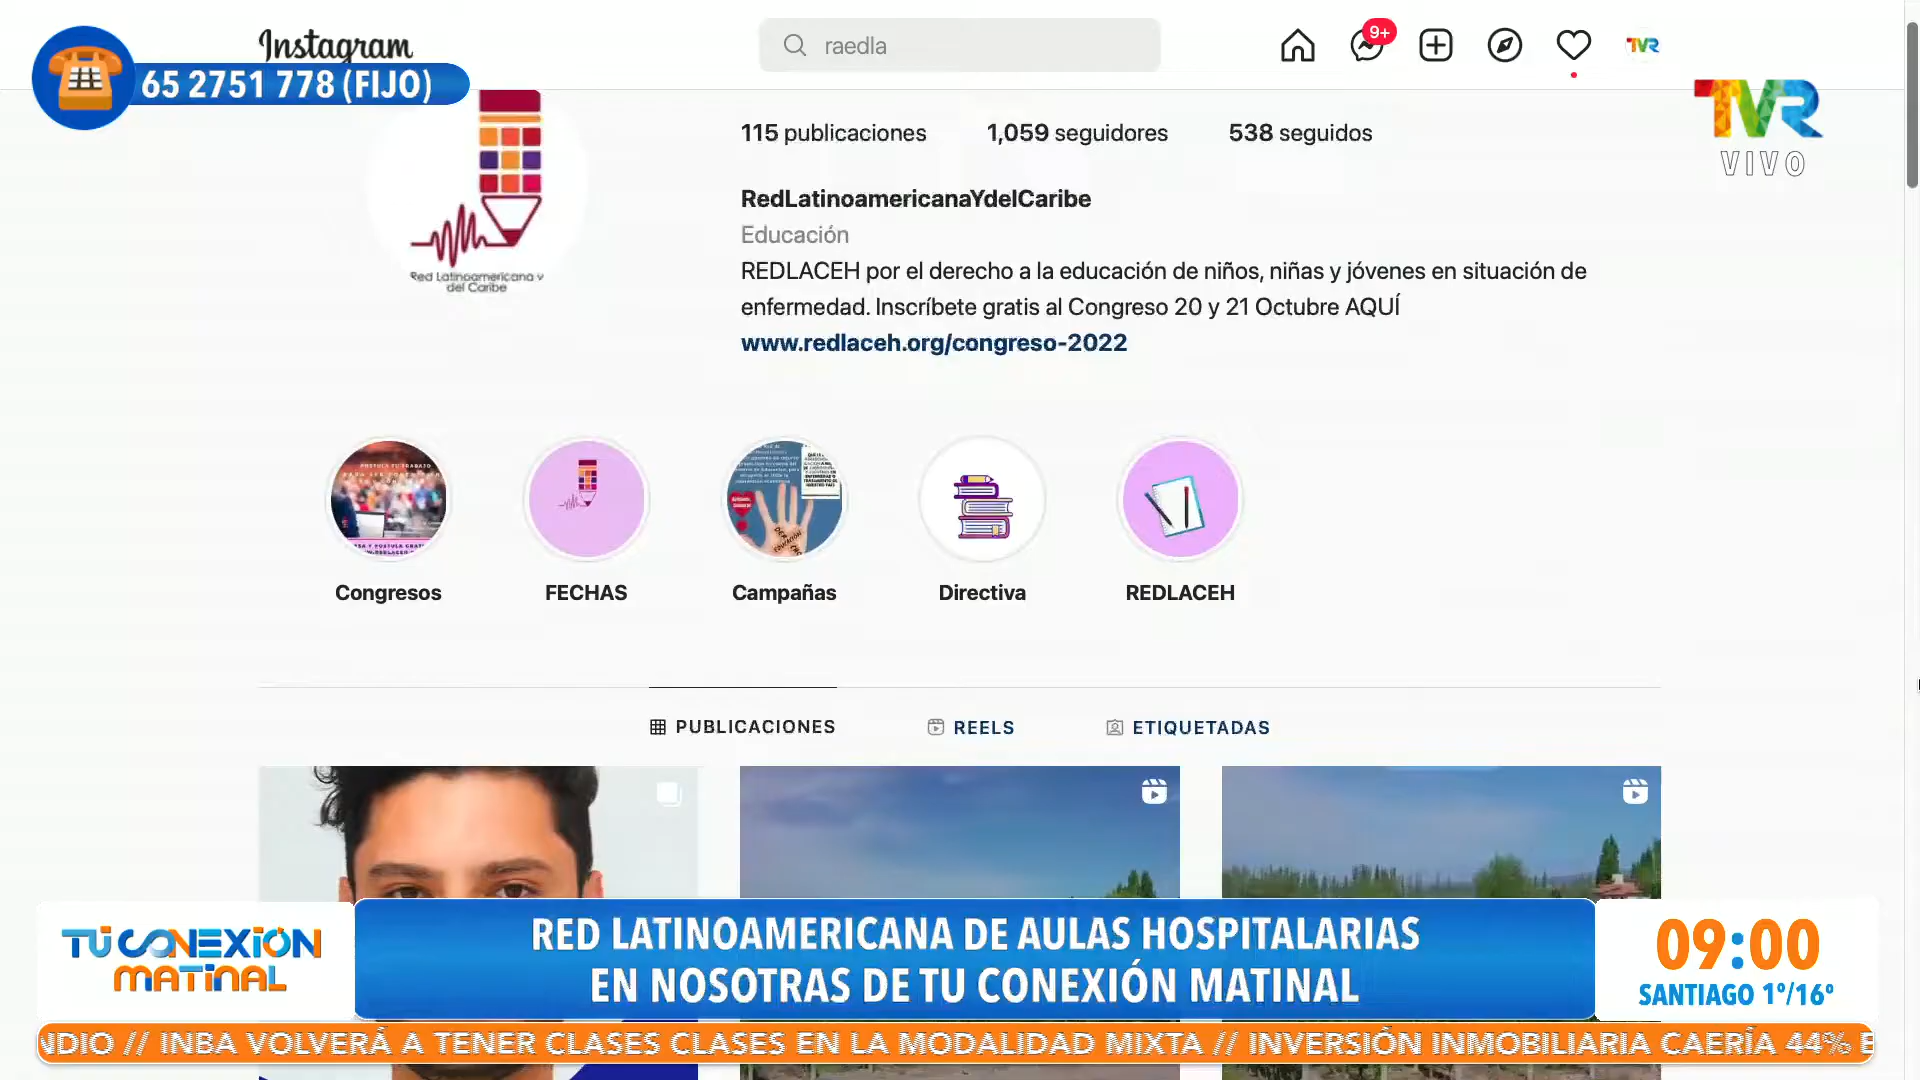 Instagram
raedla
9+
TVR
65 2751 778 (FIJO)
TVR
VIVO
115 publicaciones
1,059 seguidores
538 seguidos
RedLatinoamericanaYdelCaribe
Educación
REDLACEH por el derecho a la educación de niños, niñas y jóvenes en situación de
enfermedad. Inscríbete gratis al Congreso 20 y 21 Octubre AQUÍ
www.redlaceh.org/congreso-2022
Red Latinoamericana y
del Caribe
Congresos
FECHAS
Campañas
Directiva
REDLACEH
PUBLICACIONES
REELS
ETIQUETADAS
TÚ CONEXIÓN
MATINAL
RED LATINOAMERICANA DE AULAS HOSPITALARIAS
EN NOSOTRAS DE TU CONEXIÓN MATINAL
09:00
SANTIAGO 1°/16°
NDIO // INBA VOLVERÁ A TENER CLASES CLASES EN LA MODALIDAD MIXTA // INVERSIÓN INMOBILIARIA CAERÍA 44% E